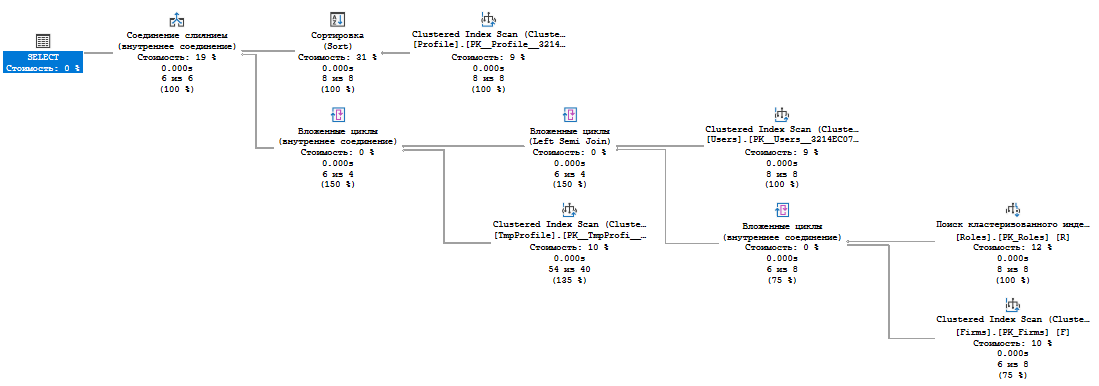 SELECT
Стоимость: 0 %
Соединение слиянием
(внутреннее соединение)
Стоимость: 19 %
0.000s
6 из 6
(100 %)
Сортировка
(Sort)
Стоимость: 31 %
0.000s
8 из 8
(100 %)
Clustered Index Scan (Cluste…
[Profile].[PK__Profile__3214…
Стоимость: 9 %
0.000s
8 из 8
(100 %)
Вложенные циклы
(внутреннее соединение)
Стоимость: 0 %
0.000s
6 из 4
(150 %)
Вложенные циклы
(Left Semi Join)
Стоимость: 0 %
0.000s
6 из 4
(150 %)
Clustered Index Scan (Cluste…
[Users].[PK__Users__3214EC07…
Стоимость: 9 %
0.000s
8 из 8
(100 %)
Clustered Index Scan (Cluste…
[TmpProfile].[PK__TmpProfi__…
Стоимость: 10 %
0.000s
54 из 40
(135 %)
Вложенные циклы
(внутреннее соединение)
Стоимость: 0 %
0.000s
6 из 8
(75 %)
Поиск кластеризованного инде…
[Roles].[PK_Roles] [R]
Стоимость: 12 %
0.000s
8 из 8
(100 %)
Clustered Index Scan (Cluste…
[Firms].[PK_Firms] [F]
Стоимость: 10 %
0.000s
6 из 8
(75 %)